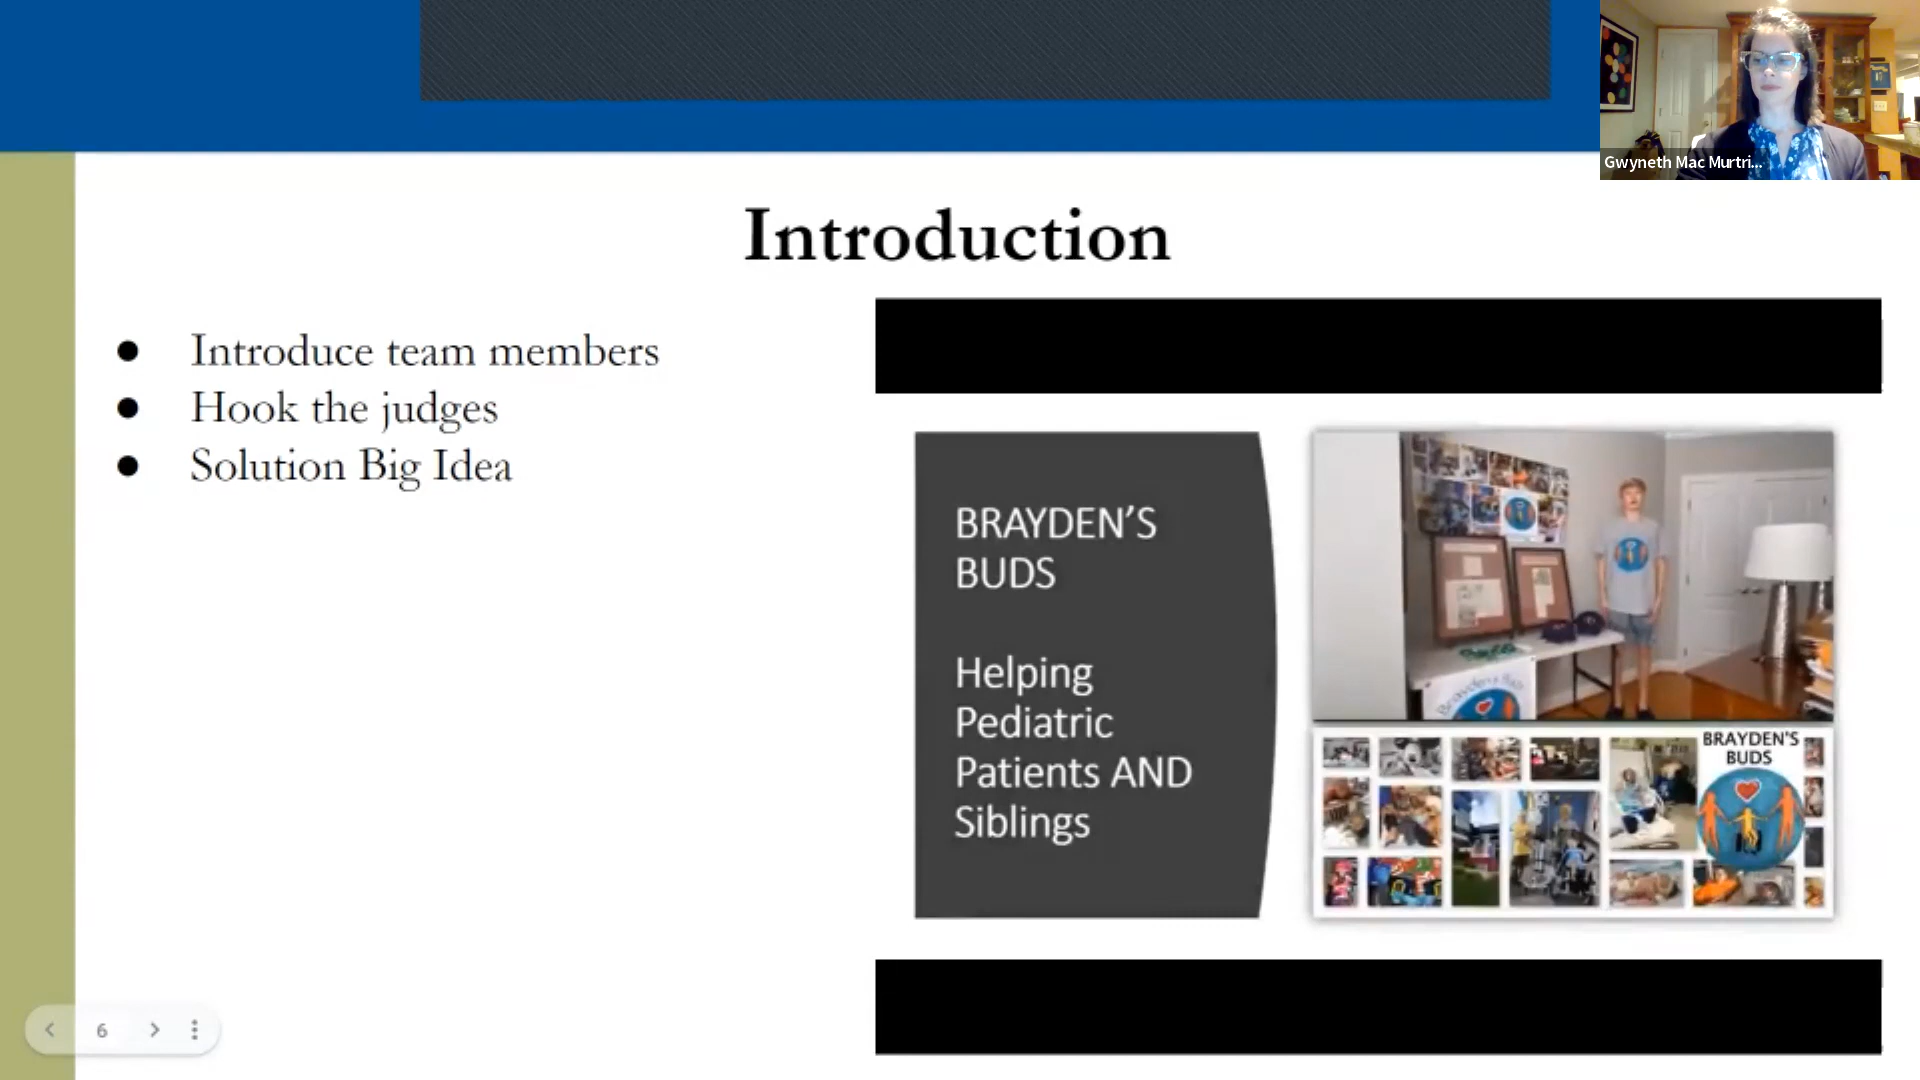 Gwyneth Mac Murtri...
Introduction
● Introduce team members
● Hook the judges
● Solution Big Idea
BRAYDEN'S
BUDS
Helping
Pediatric
Patients AND
Siblings
BRAYDEN'S
BUDS
6